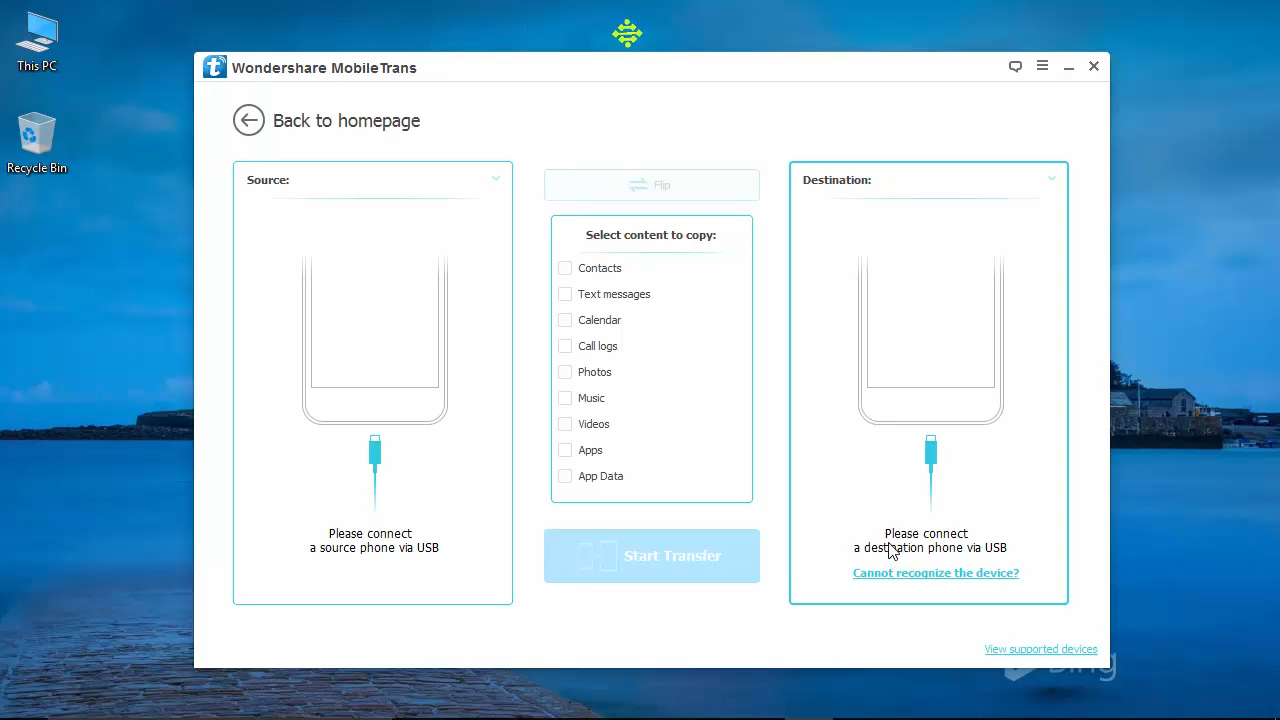 This PC
Recycle Bin
Wondershare MobileTrans
Back to homepage
Source:
Please connect
a source phone via USB
Flip
Select content to copy:
Contacts
Text messages
Calendar
Call logs
Photos
Music
Videos
Apps
App Data
Start Transfer
Destination:
Please connect
a destination phone via USB
Cannot recognize the device?
View supported devices
Bing